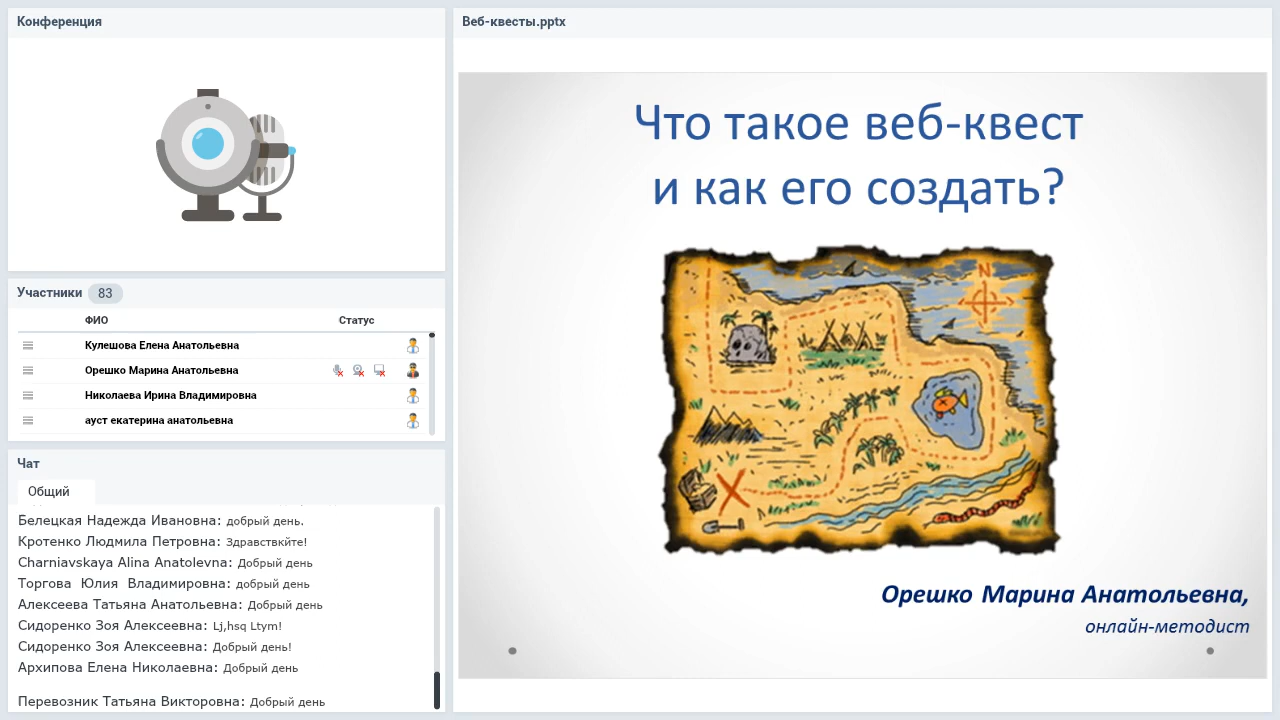 Конференция
Участники 83
ФИО Статус
Кулешова Елена Анатольевна
Орешко Марина Анатольевна
Николаева Ирина Владимировна
ауст екатерина анатольевна
Чат
Общий
Белецкая Надежда Ивановна: добрый день.
Кротенко Людмила Петровна: Здравствкйте!
Charniavskaya Alina Anatolevna: Добрый день
Торгова Юлия Владимировна: добрый день
Алексеева Татьяна Анатольевна: Добрый день
Сидоренко Зоя Алексеевна: Lj,hsq Ltym!
Сидоренко Зоя Алексеевна: Добрый день!
Архипова Елена Николаевна: Добрый день
Перевозник Татьяна Викторовна: Добрый день
Веб-квесты.pptx
Что такое веб-квест
и как его создать?
N
Орешко Марина Анатольевна,
онлайн-методист